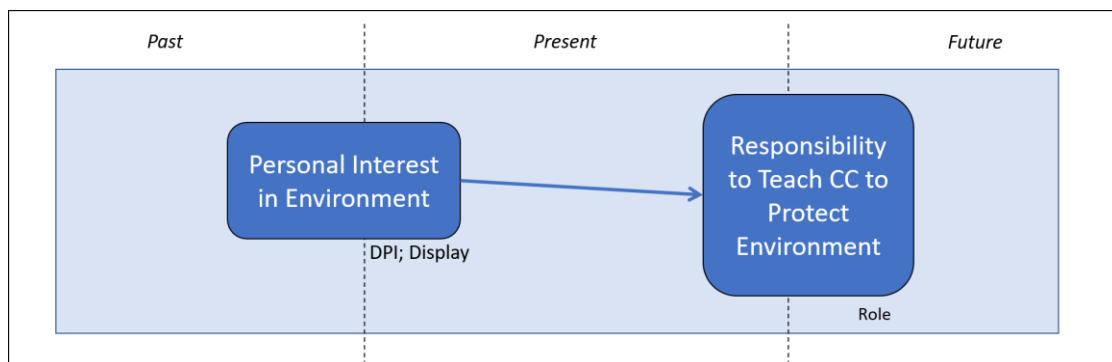 Past
Present
Future
Personal Interest
in Environment
DPI; Display
Responsibility
to Teach CC to
Protect
Environment
Role